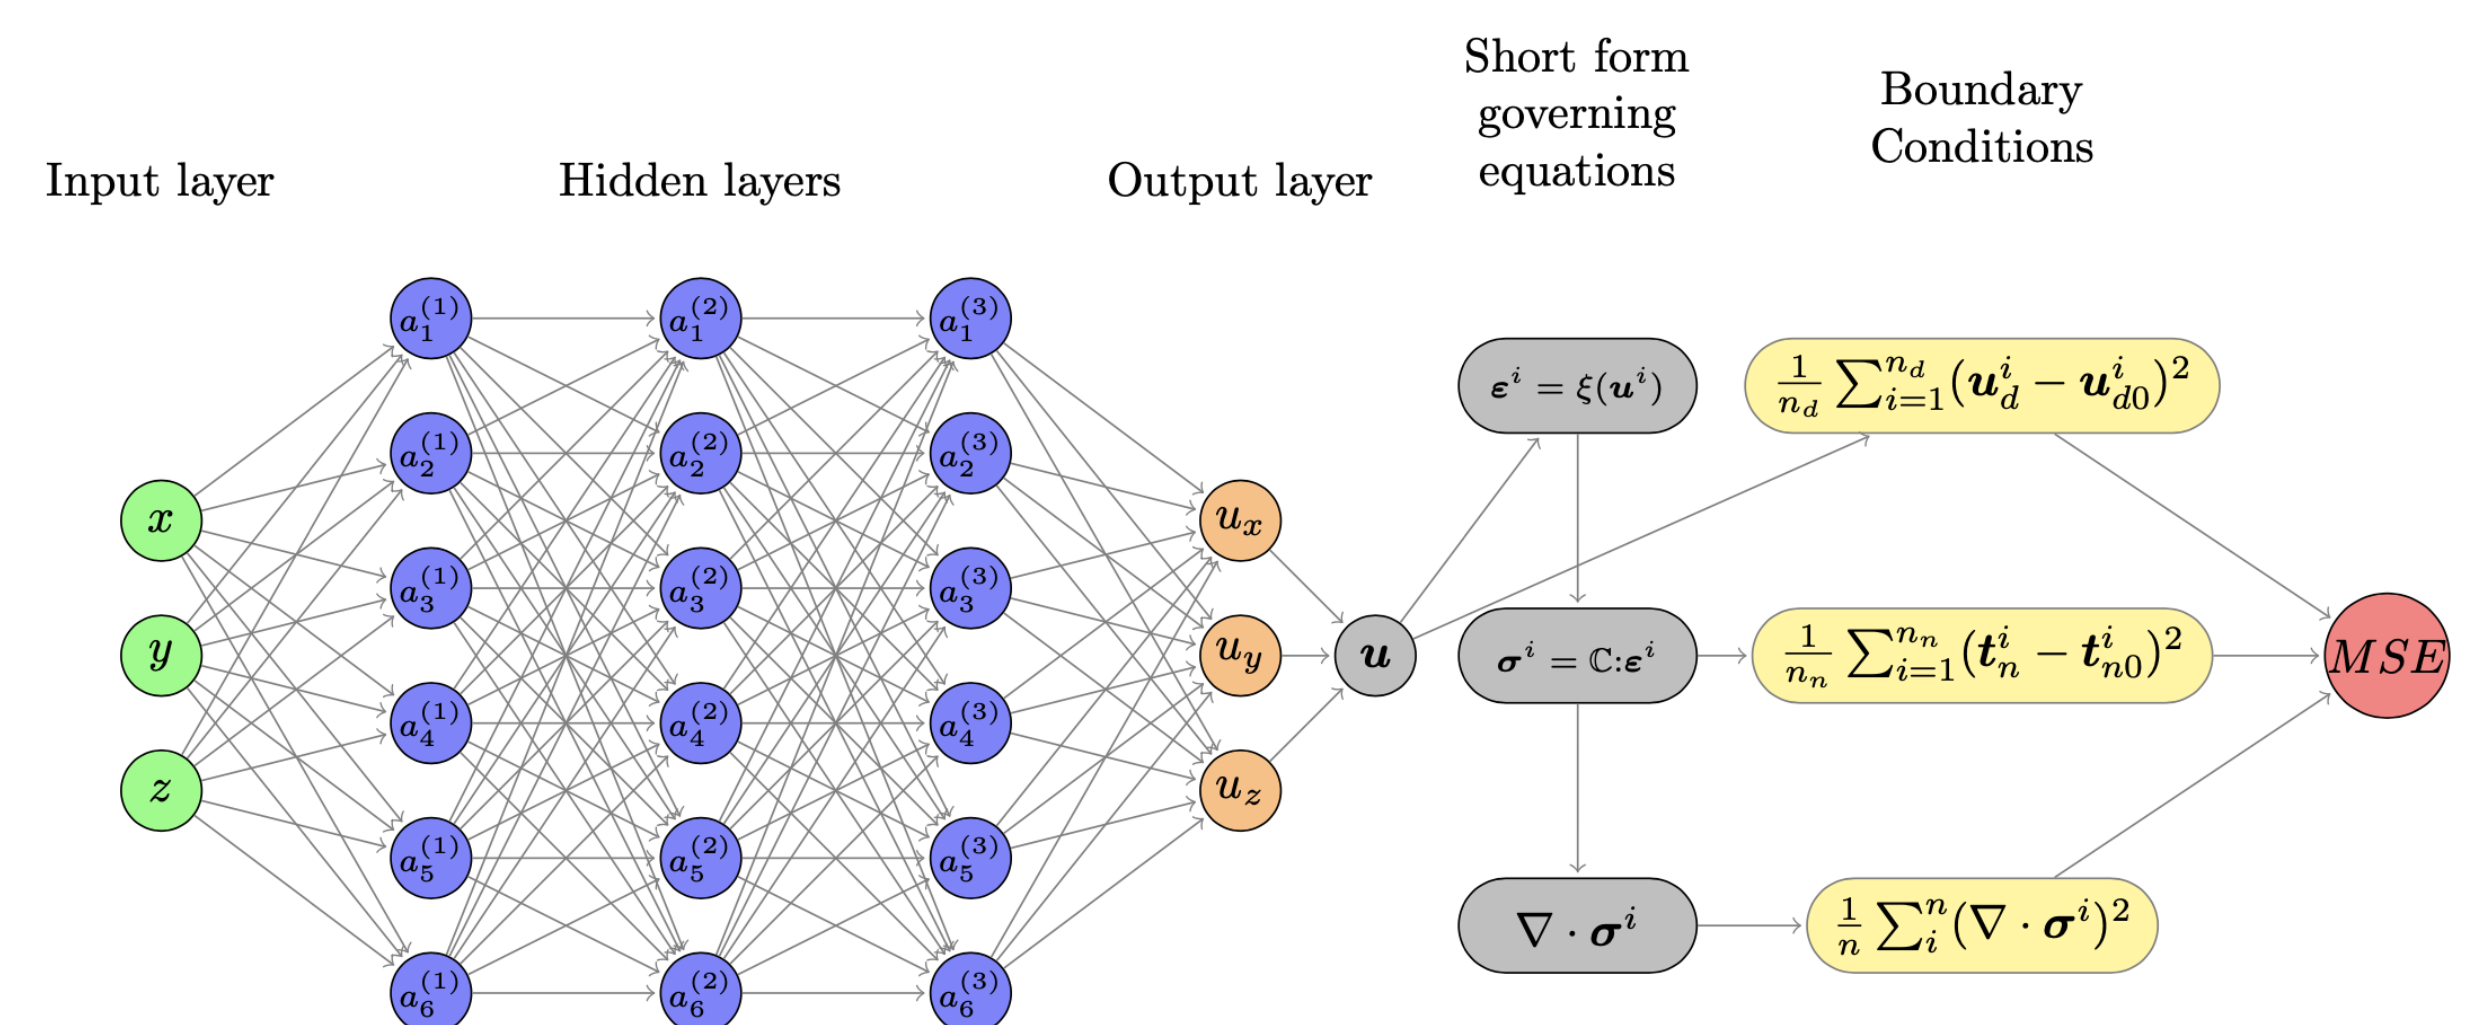 Short form
governing
equations
Boundary
Conditions
Input layer
Hidden layers
Output layer
x
y
z
a_1^{(1)}
a_2^{(1)}
a_3^{(1)}
a_4^{(1)}
a_5^{(1)}
a_6^{(1)}
a_1^{(2)}
a_2^{(2)}
a_3^{(2)}
a_4^{(2)}
a_5^{(2)}
a_6^{(2)}
a_1^{(3)}
a_2^{(3)}
a_3^{(3)}
a_4^{(3)}
a_5^{(3)}
a_6^{(3)}
u_x
u_y
u_z
u
ε^i = ξ(u^i)
σ^i = ℂ:ε^i
∇ · σ^i
\frac{1}{n_d} ∑_{i=1}^{n_d} (u_d^i − u_{d0}^i)^2
\frac{1}{n_n} ∑_{i=1}^{n_n} (t_n^i − t_{n0}^i)^2
\frac{1}{n} ∑_i^n (∇ · σ^i)^2
MSE